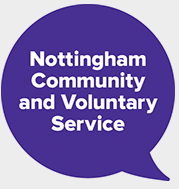 Nottingham
Community
and Voluntary
Service